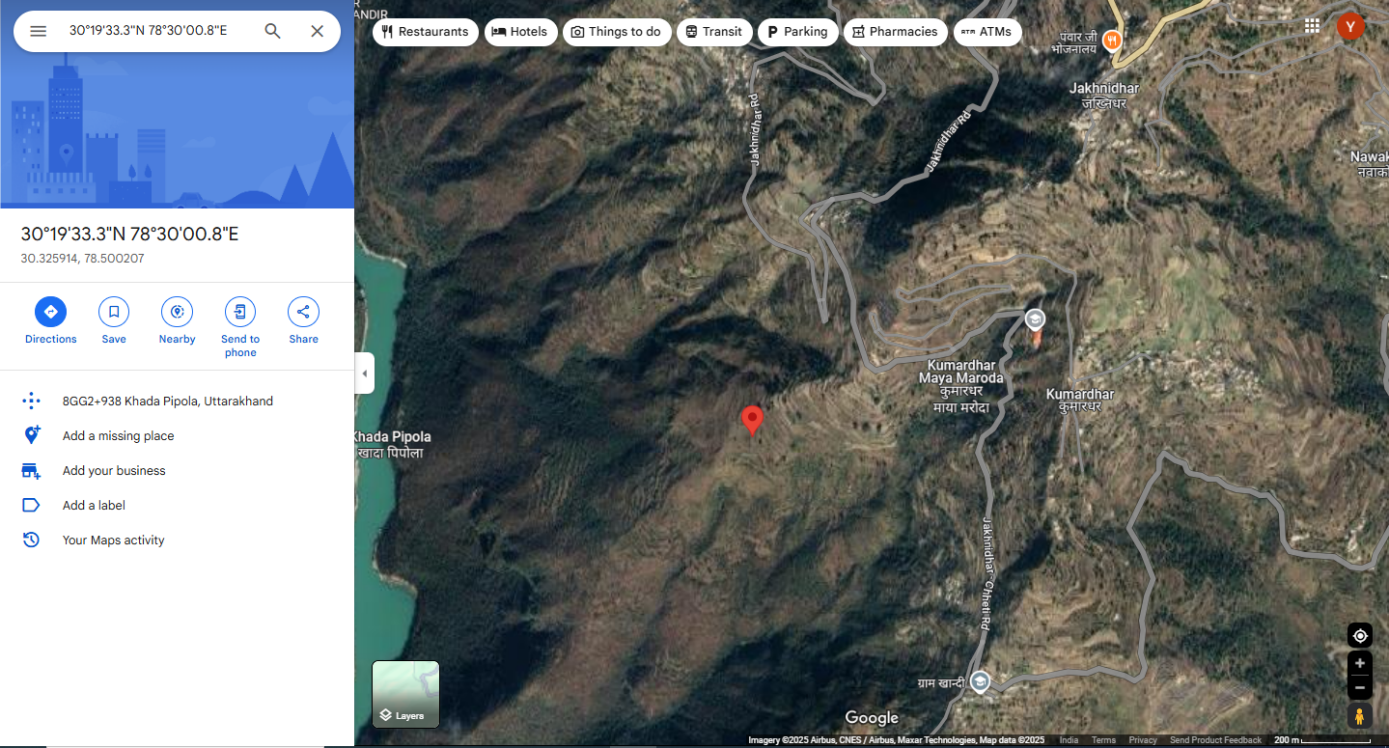 30°19'33.3"N 78°30'00.8"E
Restaurants
Hotels
Things to do
Transit
Parking
Pharmacies
ATMs
Y
30°19'33.3"N 78°30'00.8"E
30.325914, 78.500207
Directions
Save
Nearby
Send to
phone
Share
8GG2+938 Khada Pipola, Uttarakhand
Add a missing place
Add your business
Add a label
Your Maps activity
ANDIR
पंवार जी
भोजनालय
Jakhnidhar
Jakhnidhar Rd
Jakhnidhar Rd
Kumardhar
Maya Maroda
कुमारधर
माया मरोदा
Kumardhar
कुमारधर
Khada Pipola
खादा पिपोला
Jakhnidhar - Chheti Rd
ग्राम खान्दी
Layers
Google
Imagery ©2025 Airbus, CNES / Airbus, Maxar Technologies, Map data ©2025
India
Terms
Privacy
Send Product Feedback
200 m